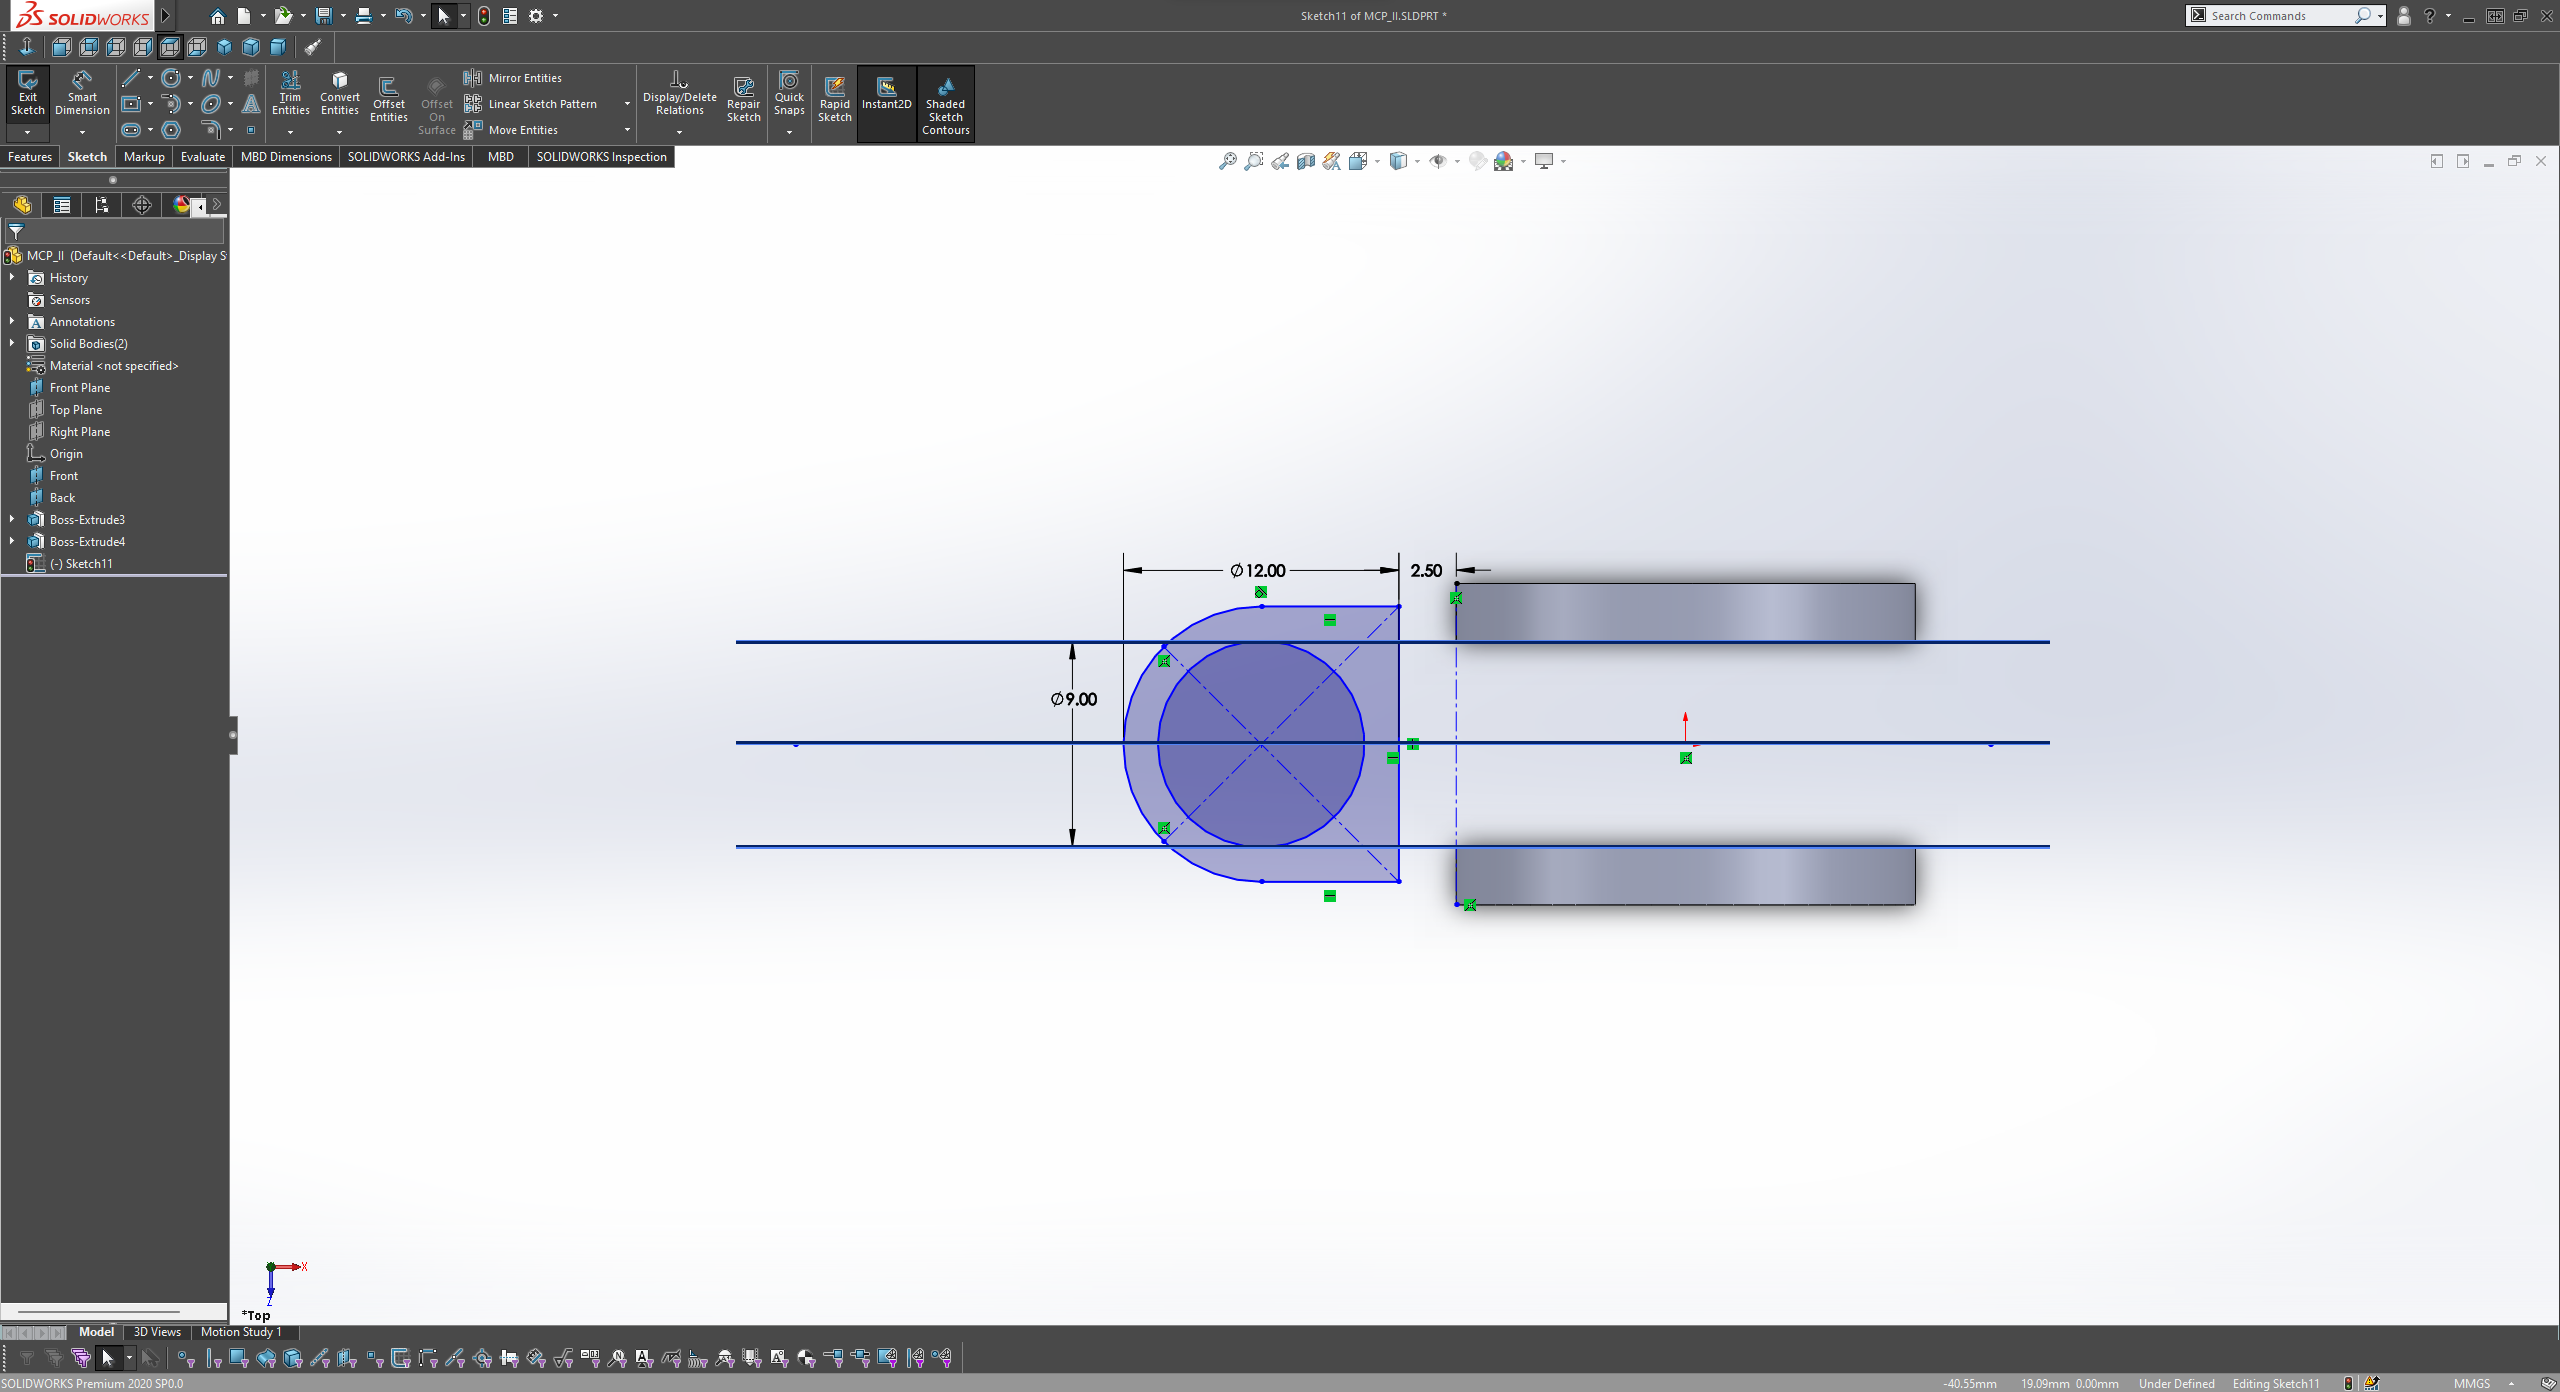 SOLIDWORKS
Sketch11 of MCP_II.SLDPRT *
Search Commands
Exit Sketch
Smart Dimension
Trim Entities
Convert Entities
Offset Entities
Offset On Surface
Mirror Entities
Linear Sketch Pattern
Move Entities
Display/Delete Relations
Repair Sketch
Quick Snaps
Rapid Sketch
Instant2D
Shaded Sketch Contours
Features Sketch Markup Evaluate MBD Dimensions SOLIDWORKS Add-Ins MBD SOLIDWORKS Inspection
MCP_II (Default<<Default>_Display S
History
Sensors
Annotations
Solid Bodies(2)
Material <not specified>
Front Plane
Top Plane
Right Plane
Origin
Front
Back
Boss-Extrude3
Boss-Extrude4
(-) Sketch11
∅12.00 2.50
∅9.00
X
Z
*Top
Model 3D Views Motion Study 1
SOLIDWORKS Premium 2020 SP0.0
-40.55mm 19.09mm 0.00mm Under Defined Editing Sketch11 MMGS